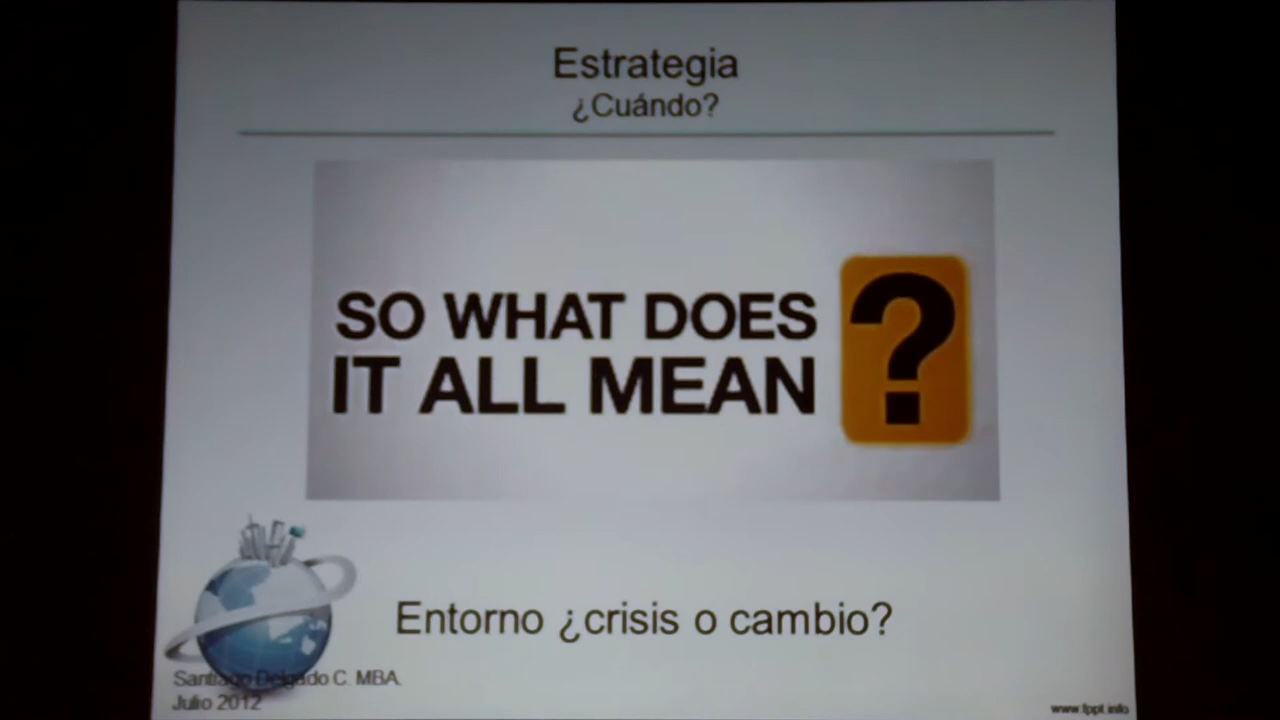 Estrategia
¿Cuándo?
SO WHAT DOES
IT ALL MEAN ?
Entorno ¿crisis o cambio?
Santiago Delgado C. MBA.
Julio 2012
www.fppt.info